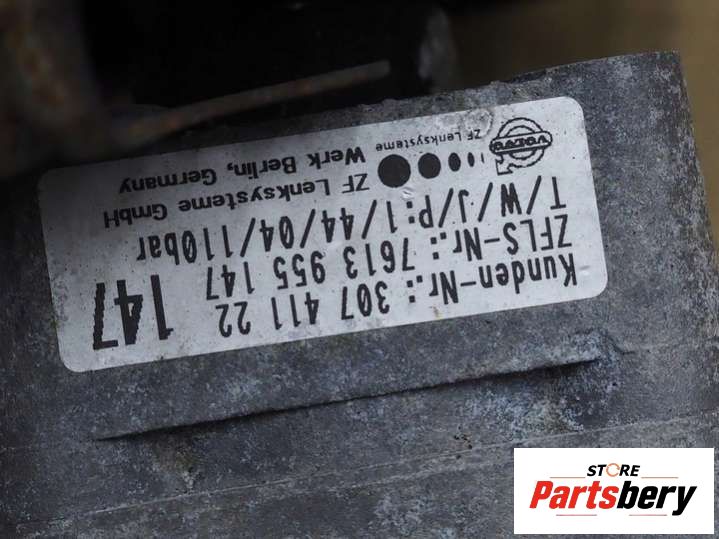 Kunden-Nr.: 307 411 22
ZFLS-Nr.: 7613 955 147
T/W/J/P:1/44/04/110bar
147
ZF Lenksysteme GmbH
Werk Berlin, Germany
ZF Lenksysteme
VOLVO
STORE
Partsbery